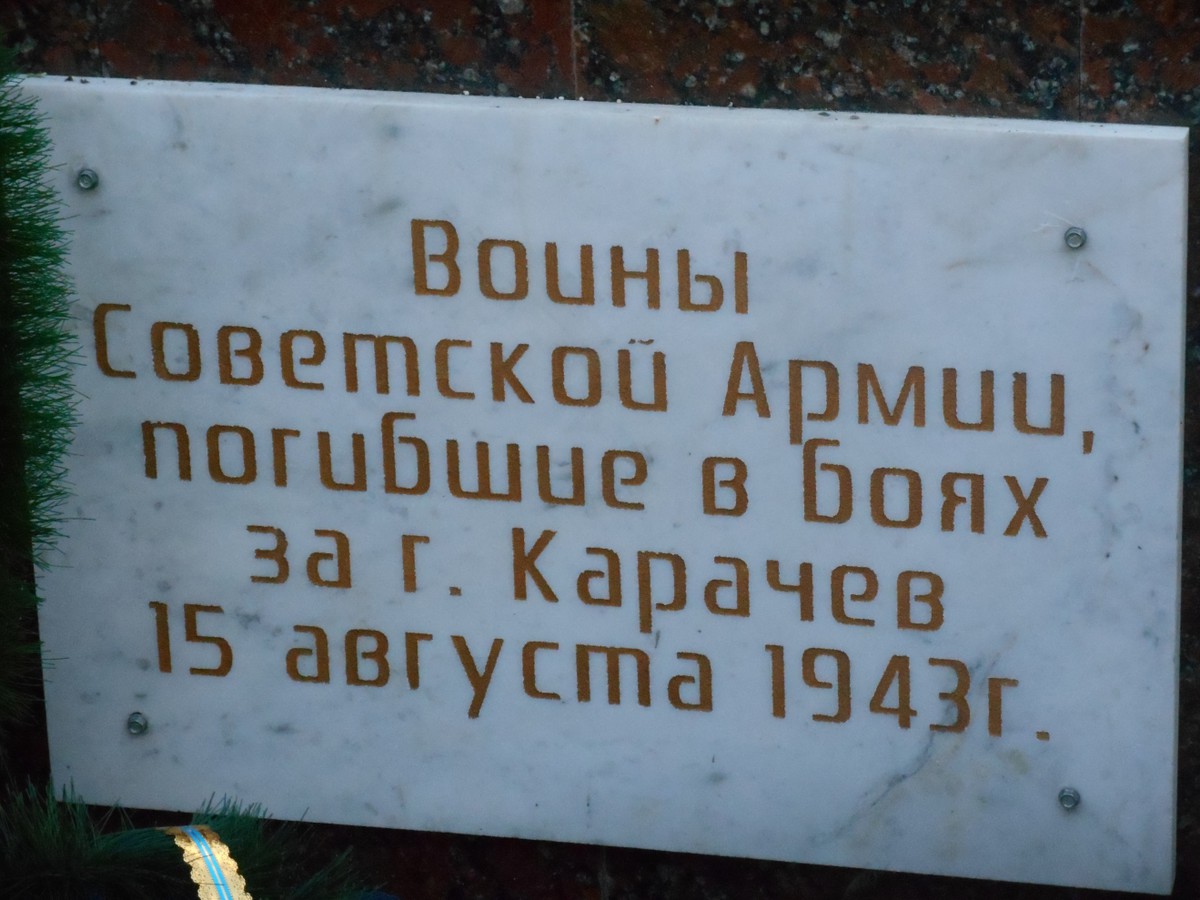 Воины
Советской Армии,
погибшие в боях
за г. Карачев
15 августа 1943г.